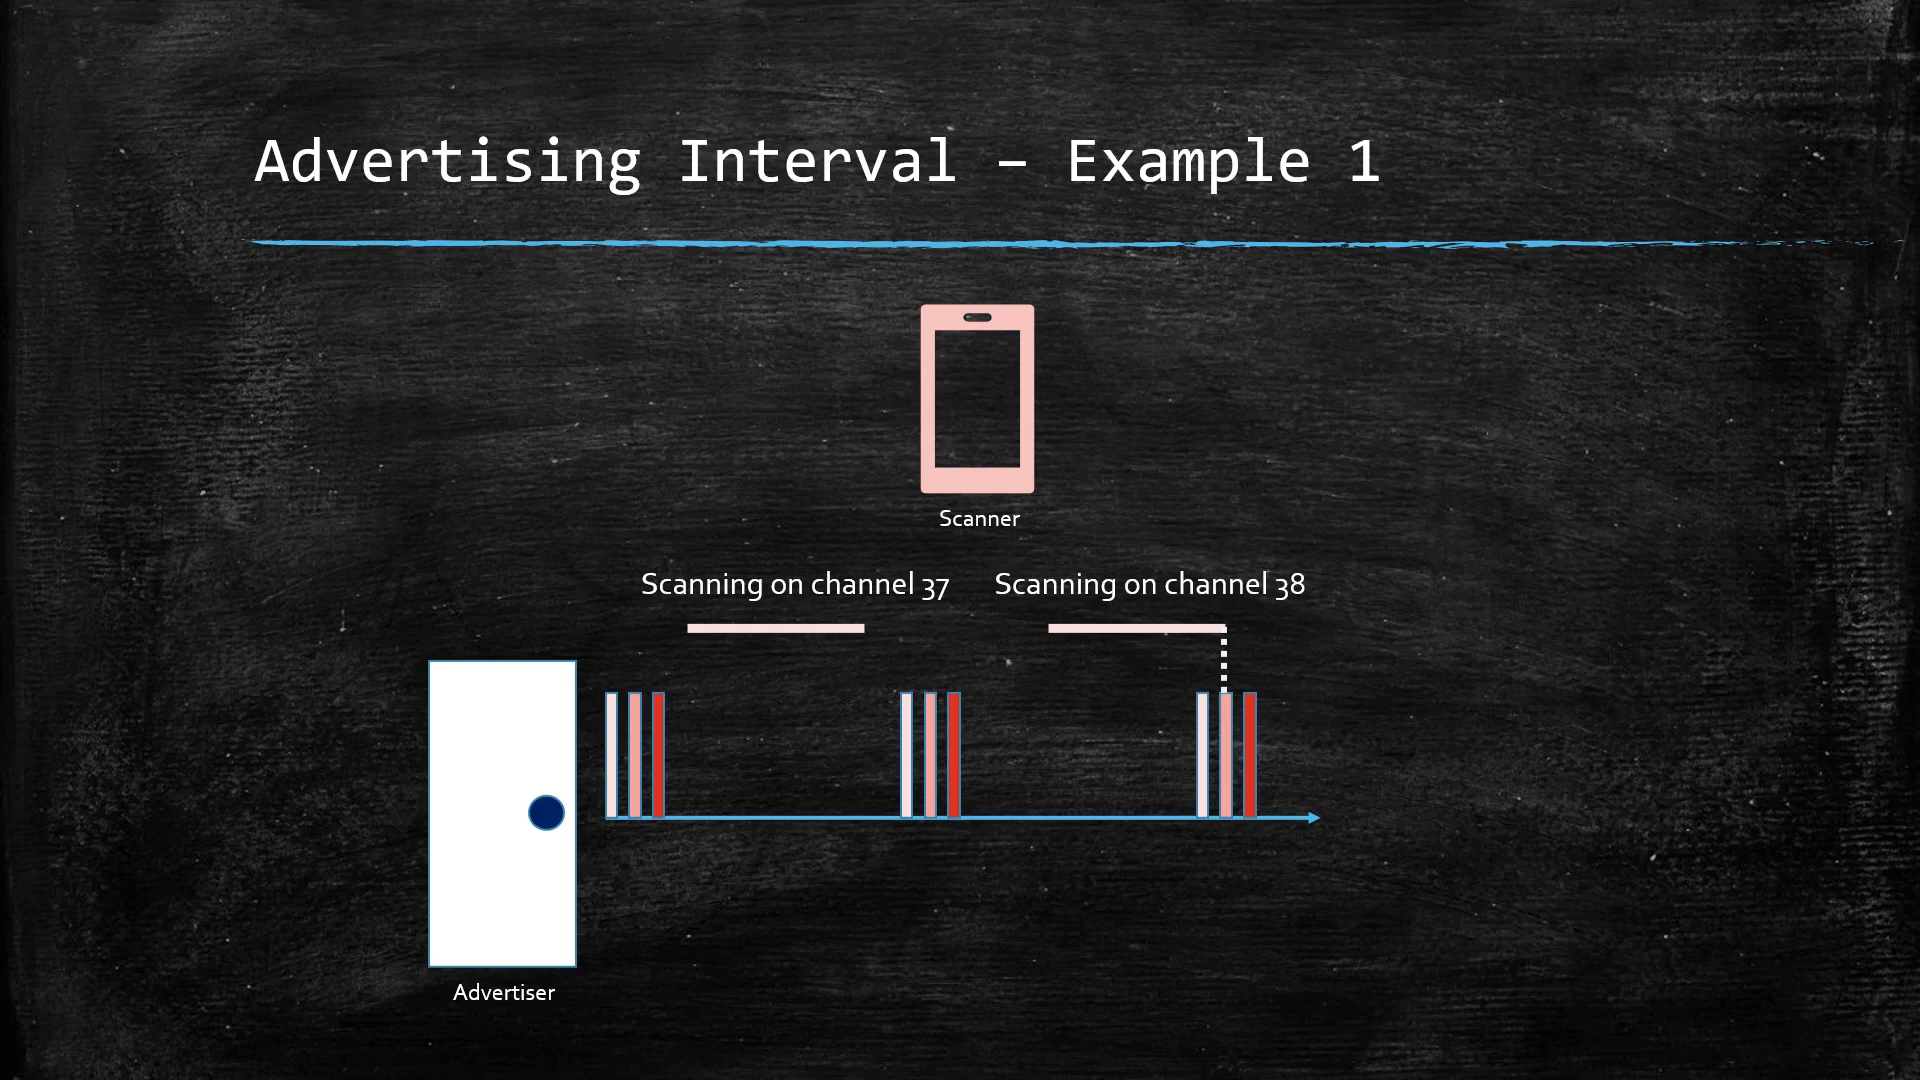 Advertising Interval – Example 1
Scanner
Scanning on channel 37
Scanning on channel 38
Advertiser